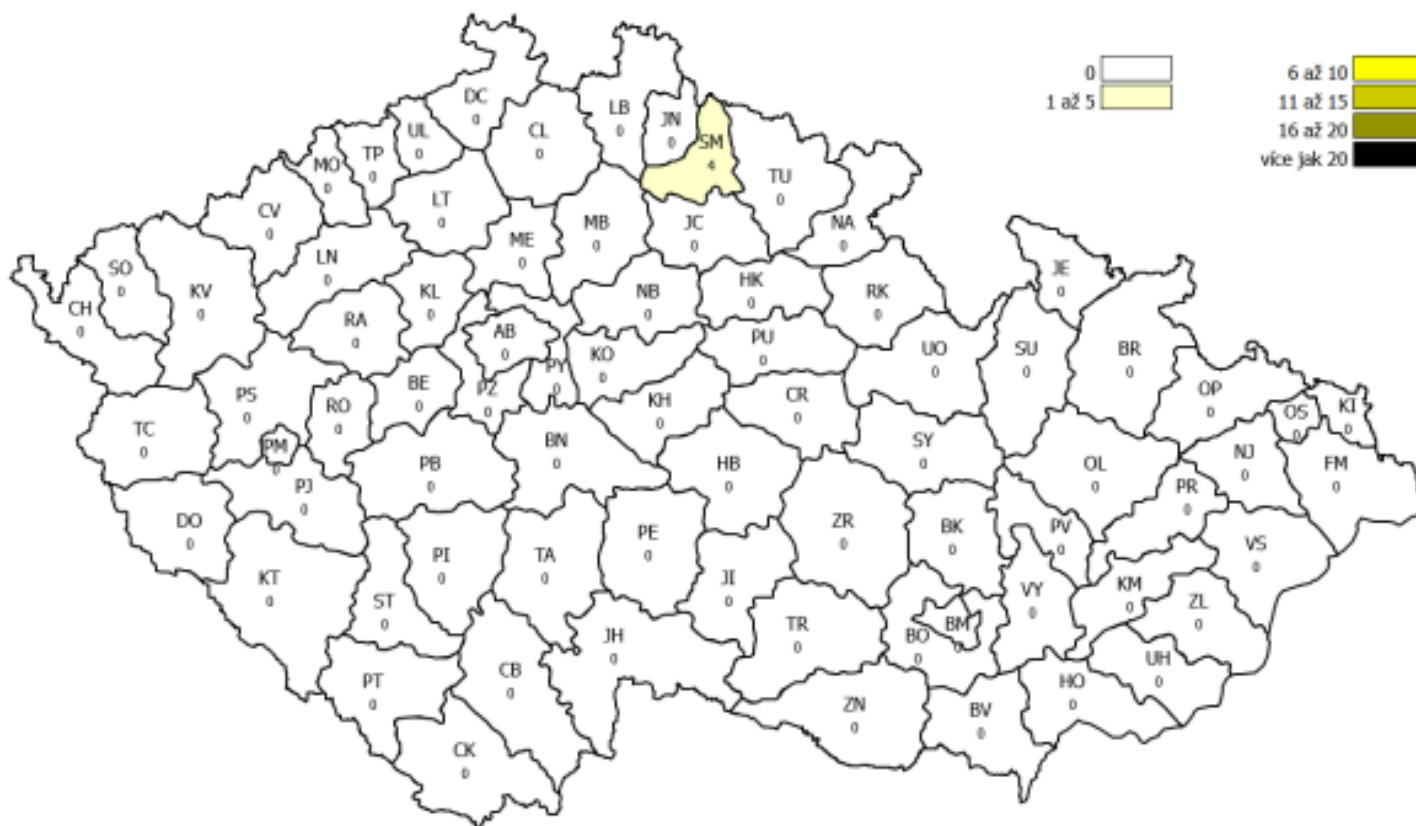 0
1 až 5
6 až 10
11 až 15
16 až 20
více jak 20
DC
0
LB
0
JN
0
SM
4
UL
0
CL
0
TP
0
MO
0
TU
0
CV
0
LT
0
ME
0
MB
0
JC
0
NA
0
SO
0
KV
0
LN
0
CH
0
KL
0
NB
0
HK
0
RK
0
JE
0
RA
0
AB
0
KO
0
PU
0
UO
0
SU
0
BR
0
PS
0
RO
0
BE
0
PZ
0
PY
0
KH
0
CR
0
OP
0
OS
0
KI
0
TC
0
PM
0
PB
0
BN
0
HB
0
SY
0
OL
0
NJ
0
FM
0
PJ
0
DO
0
PR
0
PI
0
TA
0
PE
0
ZR
0
BK
0
PV
0
VS
0
KT
0
ST
0
JI
0
VY
0
KM
0
ZL
0
JH
0
TR
0
BO
0
BM
0
UH
0
PT
0
CB
0
ZN
0
BV
0
HO
0
CK
0